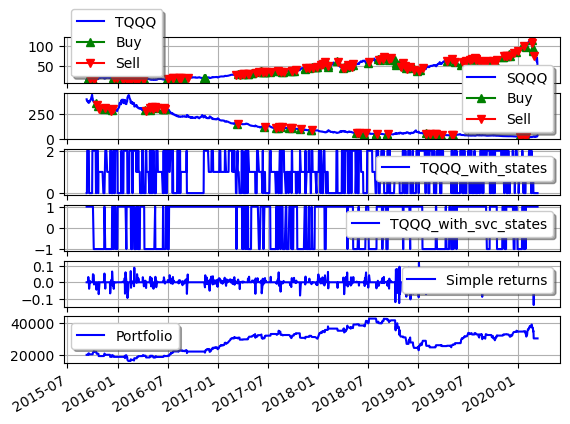 TQQQ
Buy
Sell
100
50
SQQQ
Buy
Sell
250
0
2
0
TQQQ_with_states
1
0
−1
TQQQ_with_svc_states
0.1
0.0
−0.1
Simple returns
40000
20000
Portfolio
2015-07
2016-01
2016-07
2017-01
2017-07
2018-01
2018-07
2019-01
2019-07
2020-01